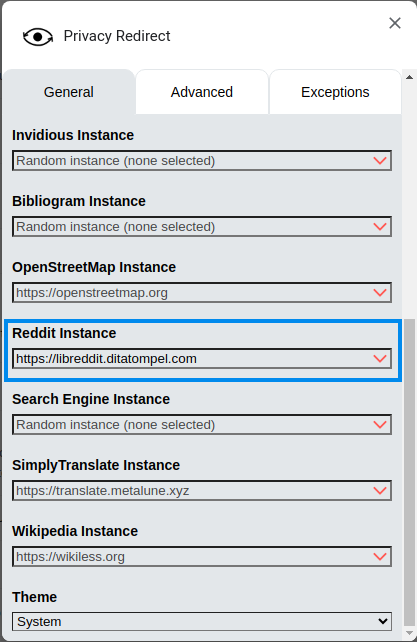 Privacy Redirect
General
Advanced
Exceptions
Invidious Instance
Random instance (none selected)
Bibliogram Instance
Random instance (none selected)
OpenStreetMap Instance
https://openstreetmap.org
Reddit Instance
https://libreddit.ditatompel.com
Search Engine Instance
Random instance (none selected)
SimplyTranslate Instance
https://translate.metalune.xyz
Wikipedia Instance
https://wikiless.org
Theme
System